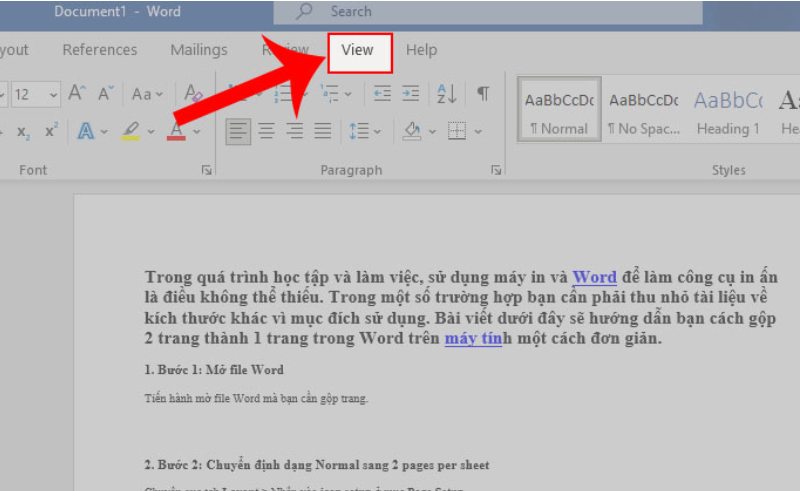 Document1 - Word
Search
yout References Mailings Review View Help
12
Aa
A
AaBbCcDc AaBbCcDc AaBbC
¶ Normal ¶ No Spac... Heading 1
Font
Paragraph
Styles
Trong quá trình học tập và làm việc, sử dụng máy in và Word để làm công cụ in ấn
là điều không thể thiếu. Trong một số trường hợp bạn cần phải thu nhỏ tài liệu về
kích thước khác vì mục đích sử dụng. Bài viết dưới đây sẽ hướng dẫn bạn cách gộp
2 trang thành 1 trang trong Word trên máy tính một cách đơn giản.
1. Bước 1: Mở file Word
Tiến hành mở file Word mà bạn cần gộp trang.
2. Bước 2: Chuyển định dạng Normal sang 2 pages per sheet